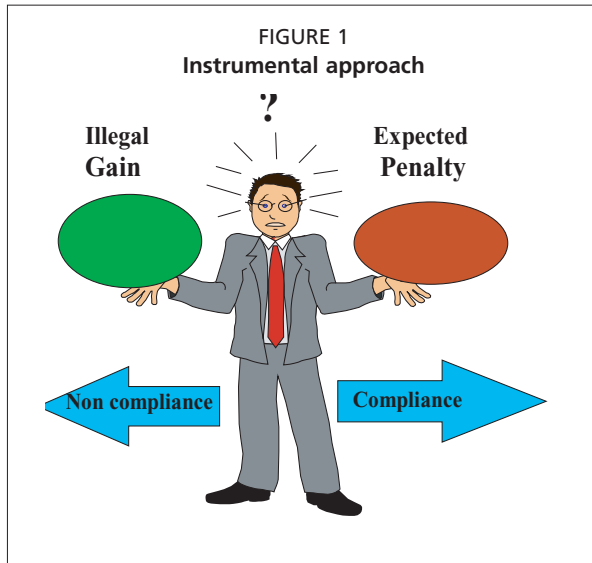 FIGURE 1
Instrumental approach
?
Illegal
Gain
Expected
Penalty
Non compliance
Compliance